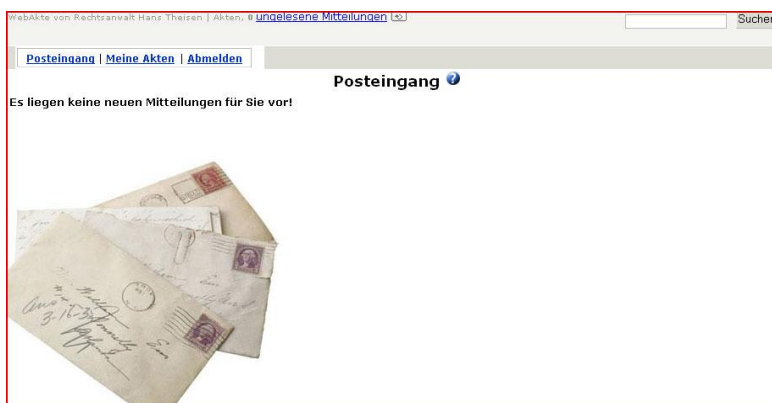 WebAkte von Rechtsanwalt Hans Theisen | Akten, 0 ungelesene Mitteilungen
Suchen
Posteingang | Meine Akten | Abmelden
Posteingang ?
Es liegen keine neuen Mitteilungen für Sie vor!